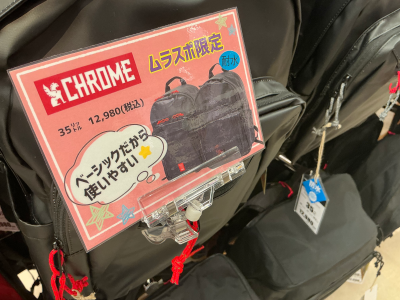 CHROME
ムラスポ限定
35リットル 12,980(税込)
ベーシックだから
使いやすい